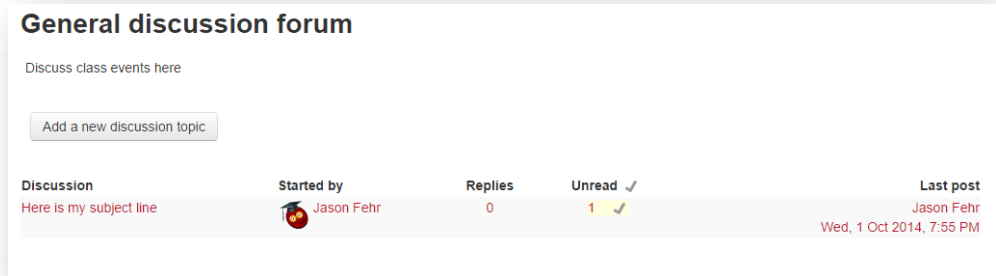 General discussion forum
Discuss class events here
Add a new discussion topic
Discussion Started by Replies Unread Last post
Here is my subject line Jason Fehr 0 1 Jason Fehr
Wed, 1 Oct 2014, 7:55 PM